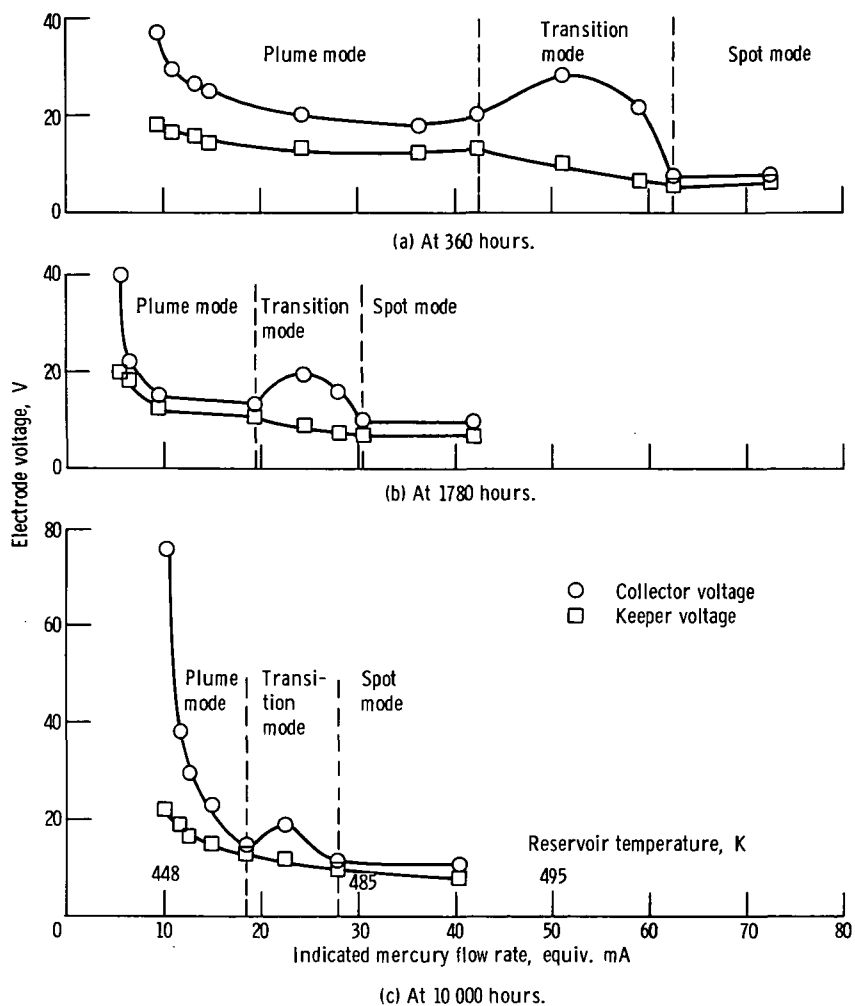 40
20
0
Plume mode
Transition
mode
Spot mode
(a) At 360 hours.
40
20
0
Plume mode
Transition
mode
Spot mode
(b) At 1780 hours.
Electrode voltage, V
80
60
40
20
0
Plume
mode
Transi-
tion
mode
Spot
mode
Collector voltage
Keeper voltage
Reservoir temperature, K
448
485
495
0 10 20 30 40 50 60 70 80
Indicated mercury flow rate, equiv. mA
(c) At 10 000 hours.